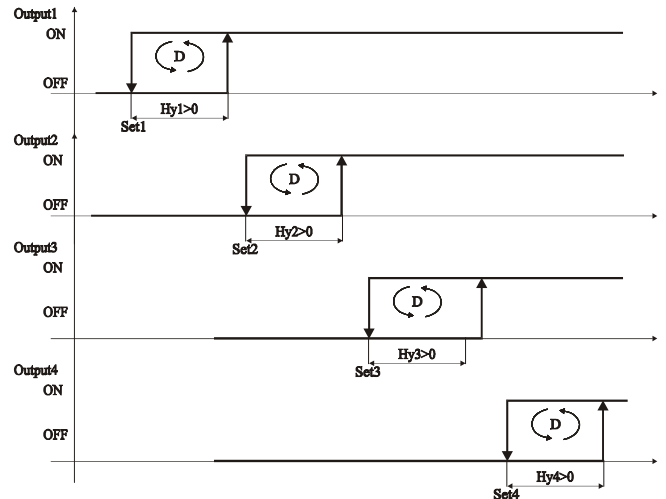 Output1
ON
D
OFF
Hy1>0
Set1
Output2
ON
D
OFF
Hy2>0
Set2
Output3
ON
D
OFF
Hy3>0
Set3
Output4
ON
D
OFF
Hy4>0
Set4